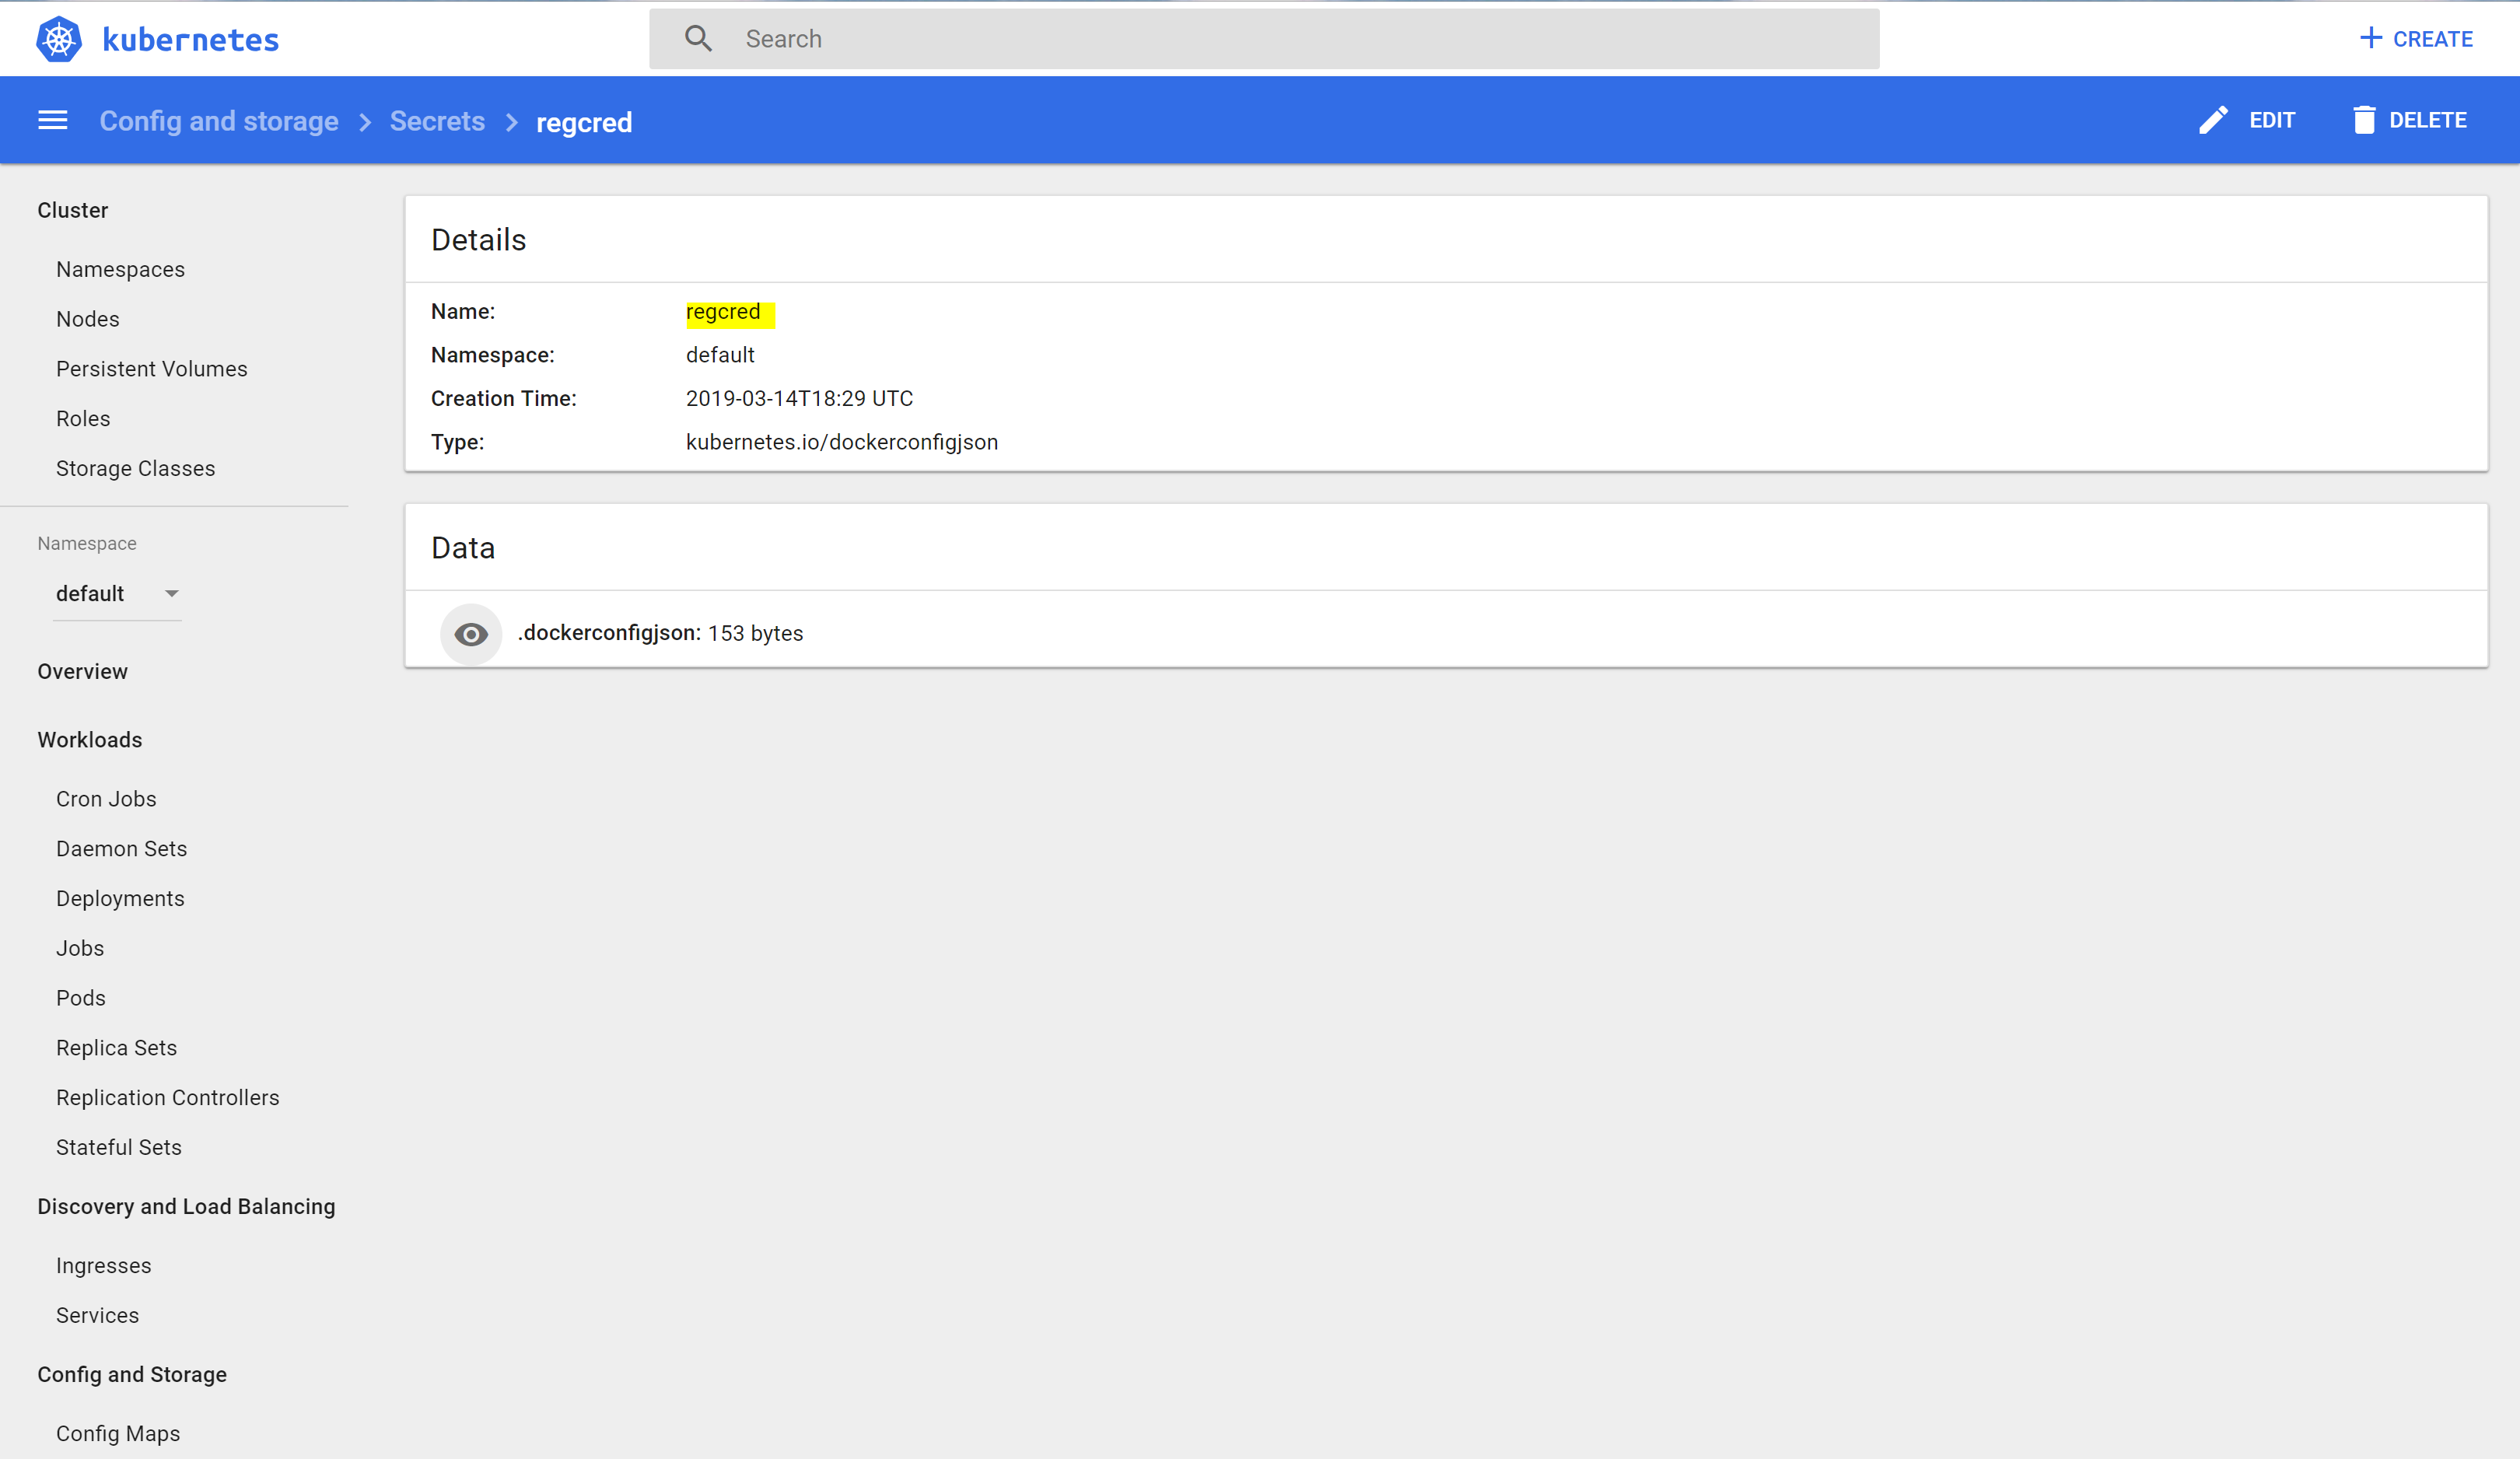 kubernetes
Search
CREATE
Config and storage > Secrets > regcred
EDIT
DELETE
Cluster
Namespaces
Nodes
Persistent Volumes
Roles
Storage Classes
Namespace
default
Overview
Workloads
Cron Jobs
Daemon Sets
Deployments
Jobs
Pods
Replica Sets
Replication Controllers
Stateful Sets
Discovery and Load Balancing
Ingresses
Services
Config and Storage
Config Maps
Details
Name: regcred
Namespace: default
Creation Time: 2019-03-14T18:29 UTC
Type: kubernetes.io/dockerconfigjson
Data
.dockerconfigjson: 153 bytes